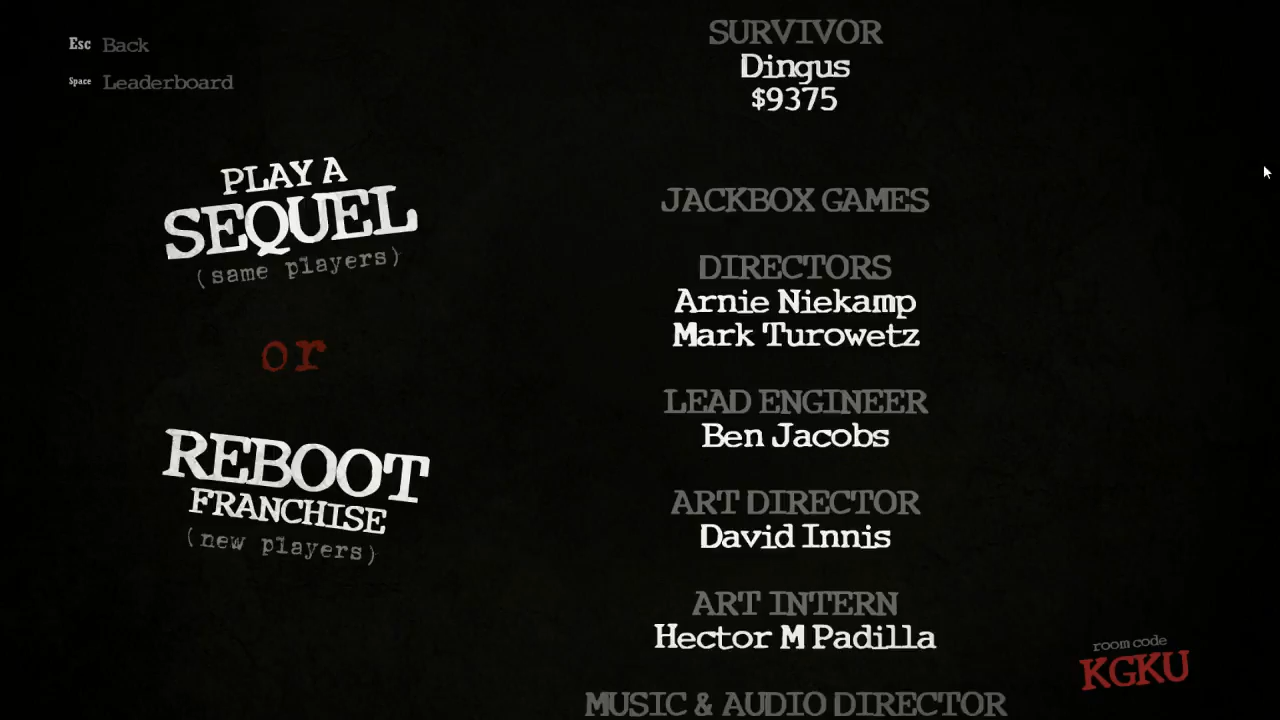 Esc Back
Space Leaderboard
PLAY A
SEQUEL
(same players)
or
REBOOT
FRANCHISE
(new players)
SURVIVOR
Dingus
$9375
JACKBOX GAMES
DIRECTORS
Arnie Niekamp
Mark Turowetz
LEAD ENGINEER
Ben Jacobs
ART DIRECTOR
David Innis
ART INTERN
Hector M Padilla
MUSIC & AUDIO DIRECTOR
room code
KGKU